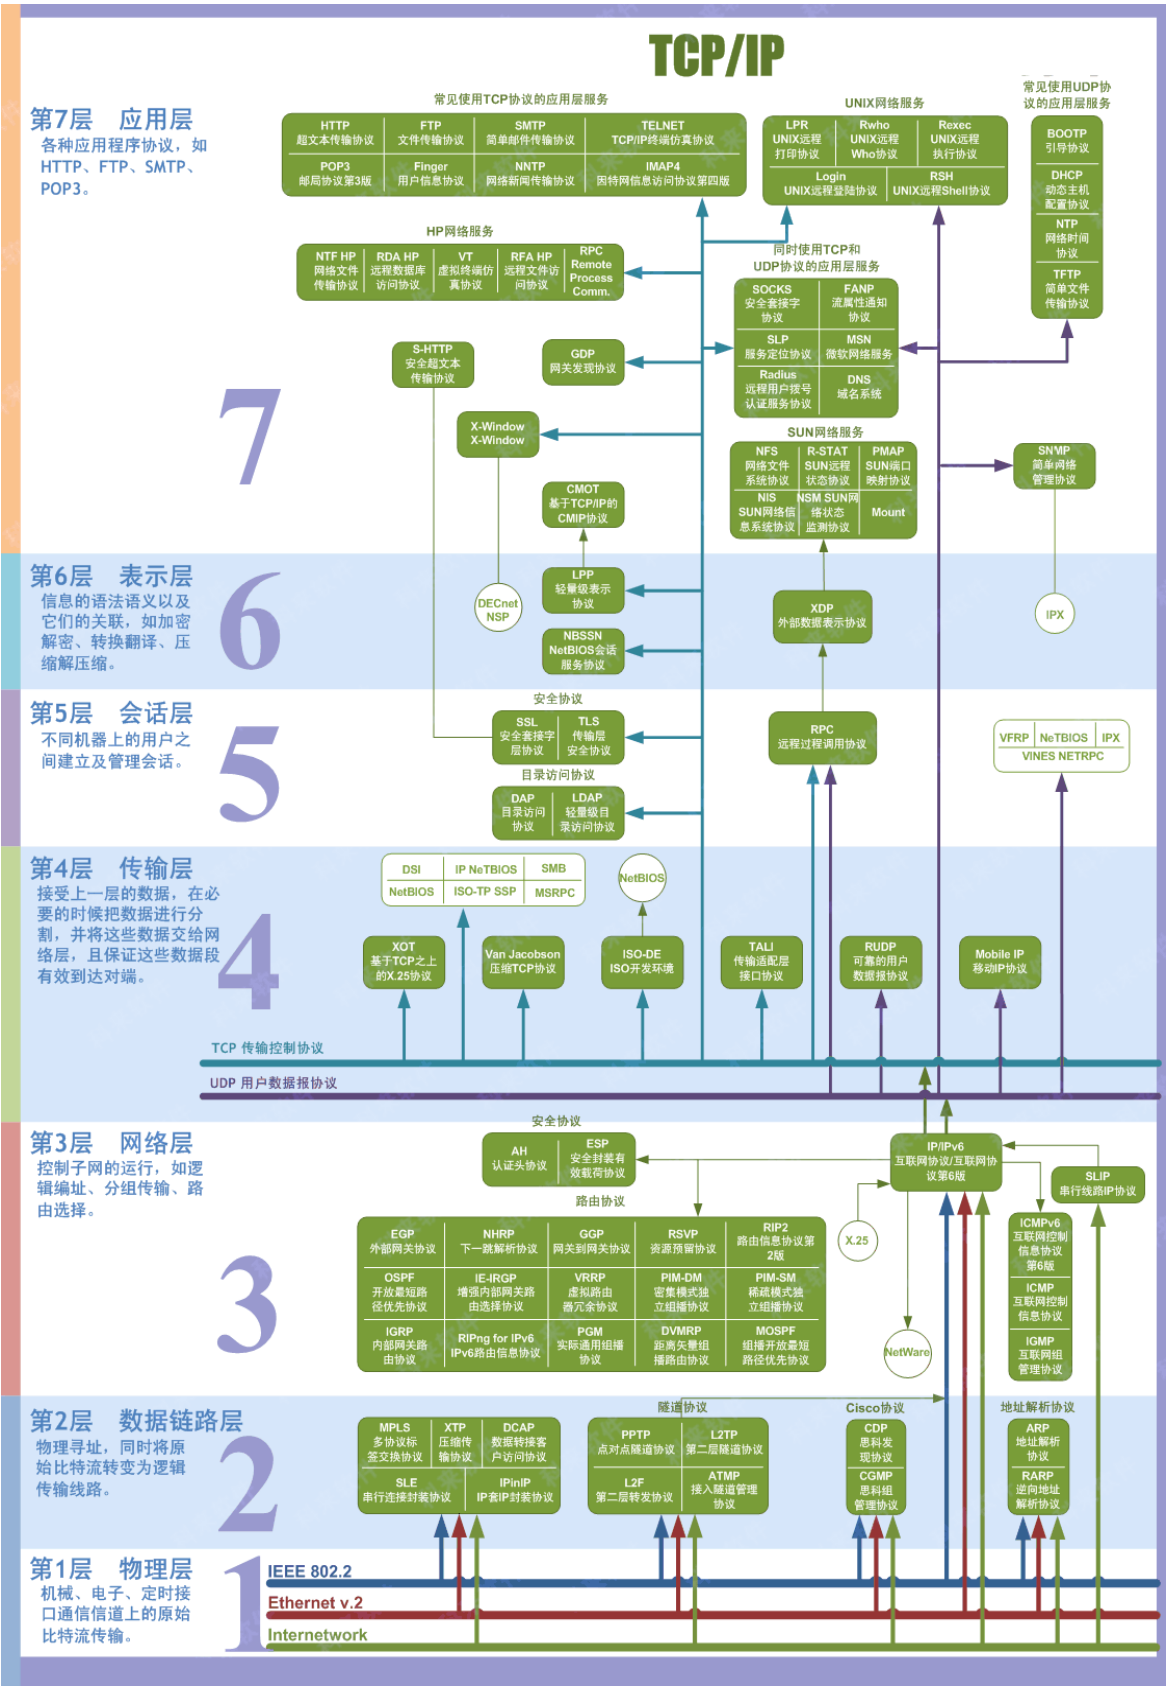 TCP/IP
第7层 应用层
各种应用程序协议，如
HTTP、FTP、SMTP、
POP3。
常见使用TCP协议的应用层服务
HTTP
超文本传输协议
FTP
文件传输协议
SMTP
简单邮件传输协议
TELNET
TCP/IP终端仿真协议
POP3
邮局协议第3版
Finger
用户信息协议
NNTP
网络新闻传输协议
IMAP4
因特网信息访问协议第四版
UNIX网络服务
LPR
UNIX远程
打印协议
Rwho
UNIX远程
Who协议
Rexec
UNIX远程
执行协议
Login
UNIX远程登陆协议
RSH
UNIX远程Shell协议
常见使用UDP协
议的应用层服务
BOOTP
引导协议
DHCP
动态主机
配置协议
NTP
网络时间
协议
TFTP
简单文件
传输协议
HP网络服务
NTF HP
网络文件
传输协议
RDA HP
远程数据库
访问协议
VT
虚拟终端仿
真协议
RFA HP
远程文件访
问协议
RPC
Remote
Process
Comm.
同时使用TCP和
UDP协议的应用层服务
SOCKS
安全套接字
协议
FANP
流属性通知
协议
SLP
服务定位协议
MSN
微软网络服务
Radius
远程用户拨号
认证服务协议
DNS
域名系统
S-HTTP
安全超文本
传输协议
GDP
网关发现协议
X-Window
X-Window
7
SUN网络服务
NFS
网络文件
系统协议
R-STAT
SUN远程
状态协议
PMAP
SUN端口
映射协议
NIS
SUN网络信
息系统协议
NSM SUN网
络状态
监测协议
Mount
SNMP
简单网络
管理协议
CMOT
基于TCP/IP的
CMIP协议
第6层 表示层
信息的语法语义以及
它们的关联，如加密
解密、转换翻译、压
缩解压缩。
6
DECnet
NSP
LPP
轻量级表示
协议
NBSSN
NetBIOS会话
服务协议
XDP
外部数据表示协议
IPX
第5层 会话层
不同机器上的用户之
间建立及管理会话。
5
安全协议
SSL
安全套接字
层协议
TLS
传输层
安全协议
目录访问协议
DAP
目录访问
协议
LDAP
轻量级目
录访问协议
RPC
远程过程调用协议
VFRP
NeTBIOS
IPX
VINES NETRPC
第4层 传输层
接受上一层的数据，在必
要的时候把数据进行分
割，并将这些数据交给网
络层，且保证这些数据段
有效到达对端。
4
DSI
IP NeTBIOS
SMB
NetBIOS
ISO-TP SSP
MSRPC
NetBIOS
XOT
基于TCP之上
的X.25协议
Van Jacobson
压缩TCP协议
ISO-DE
ISO开发环境
TALI
传输适配层
接口协议
RUDP
可靠的用户
数据报协议
Mobile IP
移动IP协议
TCP 传输控制协议
UDP 用户数据报协议
第3层 网络层
控制子网的运行，如逻
辑编址、分组传输、路
由选择。
3
安全协议
AH
认证头协议
ESP
安全封装有
效载荷协议
IP/IPv6
互联网协议/互联网协
议第6版
SLIP
串行线路IP协议
路由协议
EGP
外部网关协议
NHRP
下一跳解析协议
GGP
网关到网关协议
RSVP
资源预留协议
RIP2
路由信息协议第
2版
OSPF
开放最短路
径优先协议
IE-IRGP
增强内部网关路
由选择协议
VRRP
虚拟路由
器冗余协议
PIM-DM
密集模式独
立组播协议
PIM-SM
稀疏模式独
立组播协议
IGRP
内部网关路
由协议
RIPng for IPv6
IPv6路由信息协议
PGM
实际通用组播
协议
DVMRP
距离矢量组
播路由协议
MOSPF
组播开放最短
路径优先协议
X.25
NetWare
ICMPv6
互联网控制
信息协议
第6版
ICMP
互联网控制
信息协议
IGMP
互联网组
管理协议
第2层 数据链路层
物理寻址，同时将原
始比特流转变为逻辑
传输线路。
2
MPLS
多协议标
签交换协议
XTP
压缩传
输协议
DCAP
数据转接客
户访问协议
SLE
串行连接封装协议
IPinIP
IP套IP封装协议
隧道协议
PPTP
点对点隧道协议
L2TP
第二层隧道协议
L2F
第二层转发协议
ATMP
接入隧道管理
协议
Cisco协议
CDP
思科发
现协议
CGMP
思科组
管理协议
地址解析协议
ARP
地址解析
协议
RARP
逆向地址
解析协议
第1层 物理层
机械、电子、定时接
口通信信道上的原始
比特流传输。
1
IEEE 802.2
Ethernet v.2
Internetwork